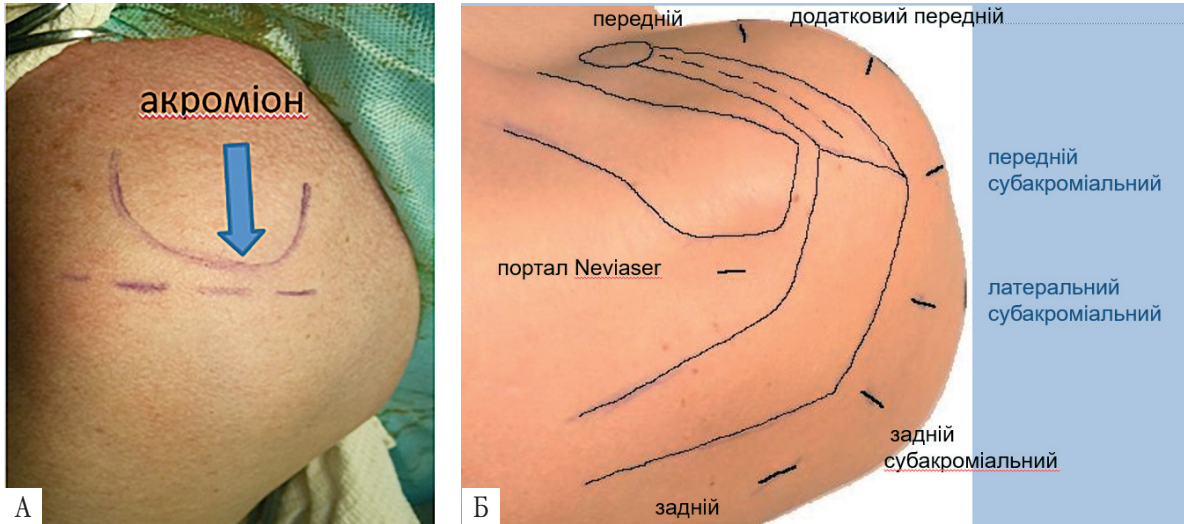 акроміон
А
передній
додатковий передній
передній
субакроміальний
портал Neviaser
латеральний
субакроміальний
задній
субакроміальний
задній
Б